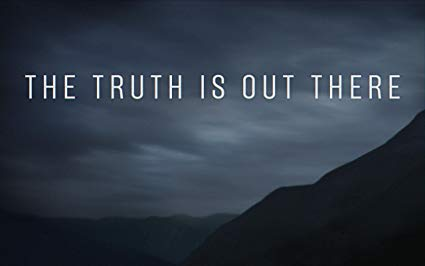 THE TRUTH IS OUT THERE